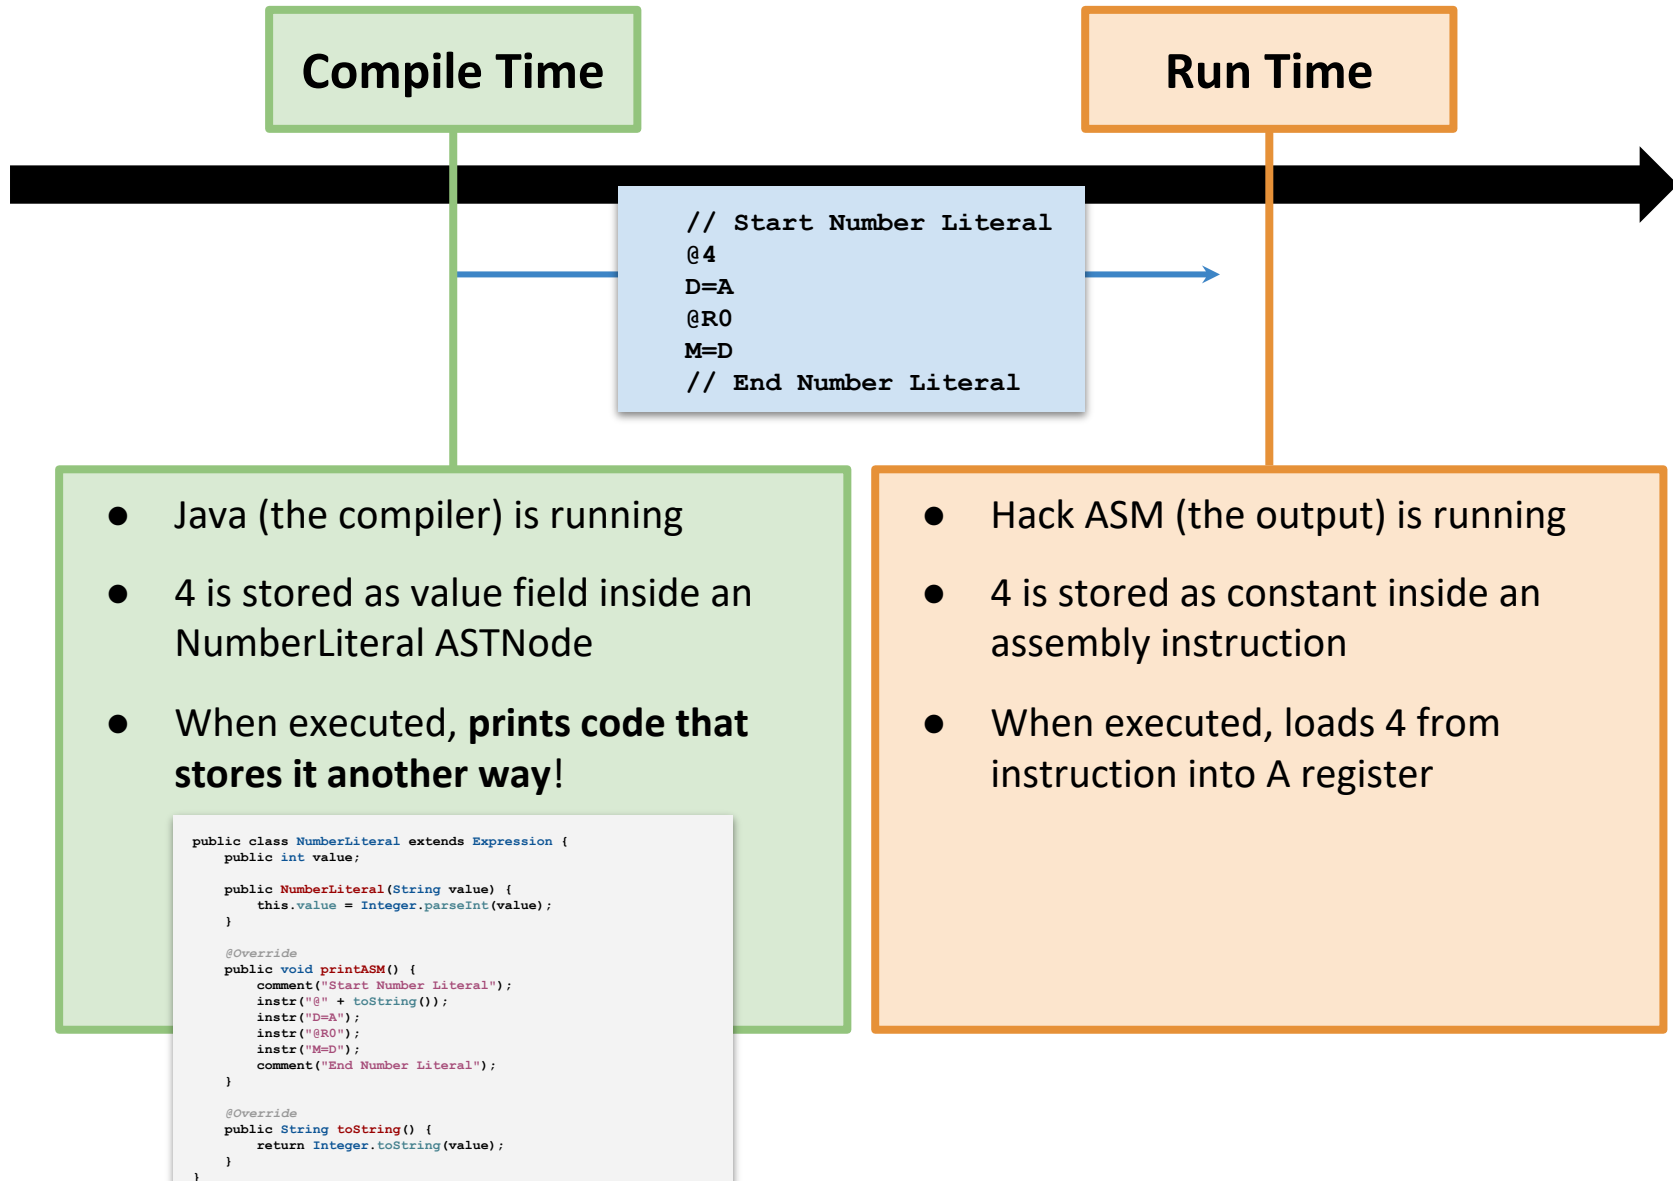 Compile Time
Run Time
// Start Number Literal
@4
D=A
@R0
M=D
// End Number Literal
● Java (the compiler) is running
● 4 is stored as value field inside an
NumberLiteral ASTNode
● When executed, prints code that
stores it another way!
public class NumberLiteral extends Expression {
    public int value;
    public NumberLiteral(String value) {
        this.value = Integer.parseInt(value);
    }
    @Override
    public void printASM() {
        comment("Start Number Literal");
        instr("@" + toString());
        instr("D=A");
        instr("@R0");
        instr("M=D");
        comment("End Number Literal");
    }
    @Override
    public String toString() {
        return Integer.toString(value);
    }
}
● Hack ASM (the output) is running
● 4 is stored as constant inside an
assembly instruction
● When executed, loads 4 from
instruction into A register